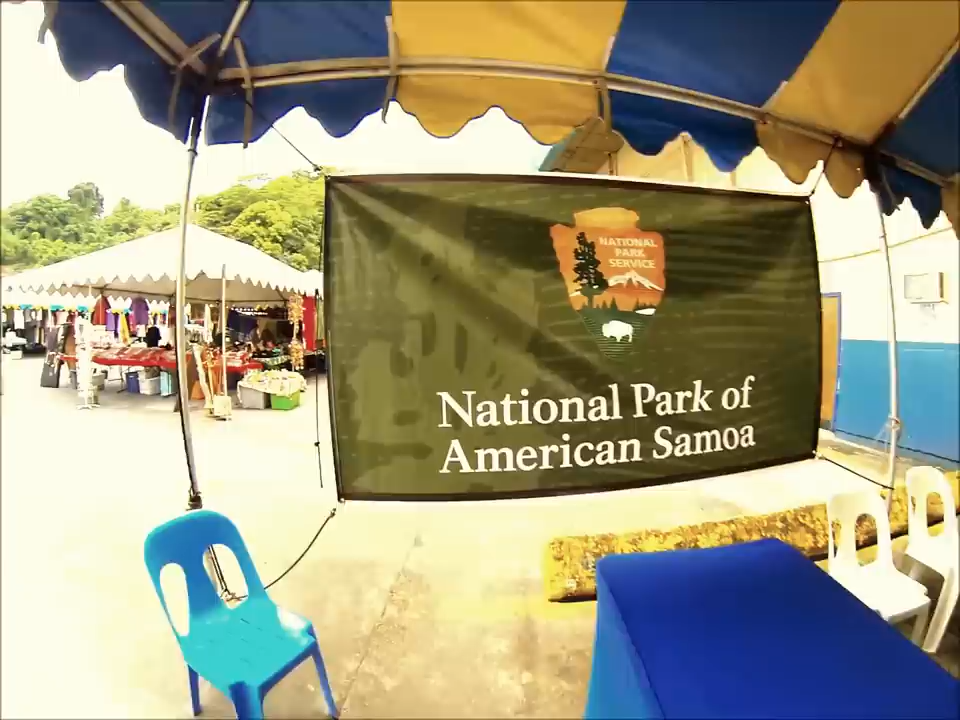 NATIONAL
PARK
SERVICE
National Park of
American Samoa